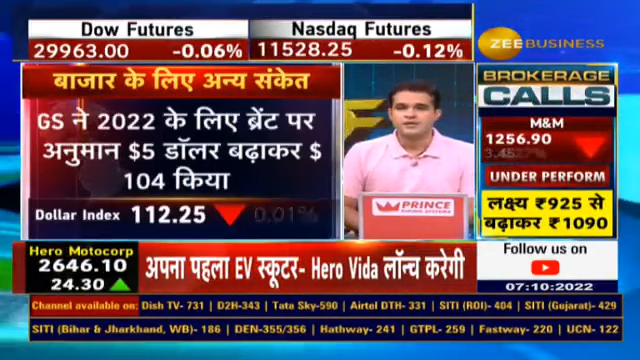 Dow Futures
29963.00 -0.06%
Nasdaq Futures
11528.25 -0.12%
ZEE BUSINESS
बाजार के लिए अन्य संकेत
GS ने 2022 के लिए ब्रेंट पर
अनुमान $5 डॉलर बढ़ाकर $
104 किया
Dollar Index 112.25 0.01%
PRINCE
BROKERAGE
CALLS
M&M
1256.90
UNDER PERFORM
लक्ष्य ₹925 से
बढ़ाकर ₹1090
Hero Motocorp
2646.10
24.30
अपना पहला EV स्कूटर- Hero Vida लॉन्च करेगी
Follow us on
07:10:2022
Channel available on: Dish TV- 731 | D2H-343 | Tata Sky-590 | Airtel DTH- 331 | SITI (ROI)- 404 | SITI (Gujarat)- 429
SITI (Bihar & Jharkhand, WB)- 186 | DEN-355/356 | Hathway- 241 | GTPL- 259 | Fastway- 220 | UCN- 122